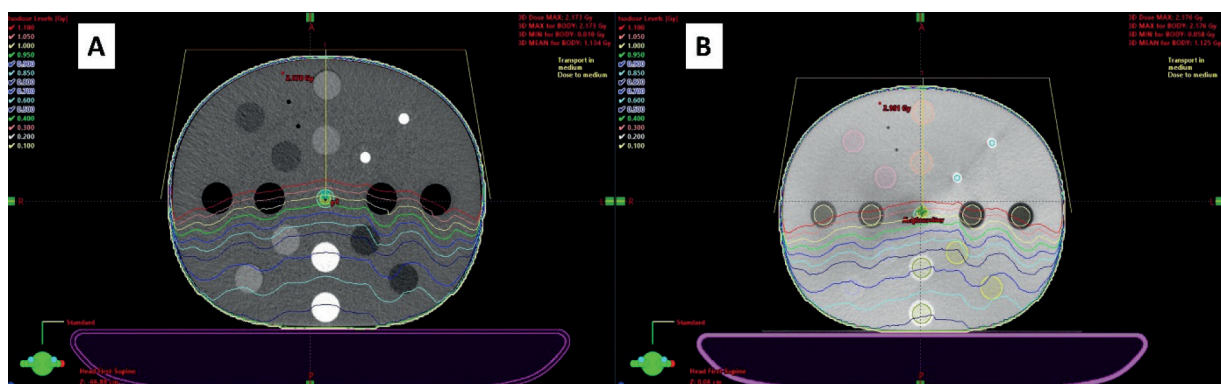 A
Isodose Levels [Gy]
1.100
1.050
1.000
0.950
0.900
0.850
0.800
0.700
0.600
0.500
0.400
0.300
0.200
0.100
3D Dose MAX: 2.173 Gy
3D MAX for BODY: 2.173 Gy
3D MIN for BODY: 0.010 Gy
3D MEAN for BODY: 1.134 Gy
Transport in
medium
Dose to medium
A
R
Standard
Head First Supine
P
B
Isodose Levels [Gy]
1.100
1.050
1.000
0.950
0.900
0.850
0.800
0.700
0.600
0.500
0.400
0.300
0.200
0.100
3D Dose MAX: 2.176 Gy
3D MAX for BODY: 2.176 Gy
3D MIN for BODY: 0.058 Gy
3D MEAN for BODY: 1.125 Gy
Transport in
medium
Dose to medium
A
R
L
Standard
Head First Supine
Z: 0.04 cm
P